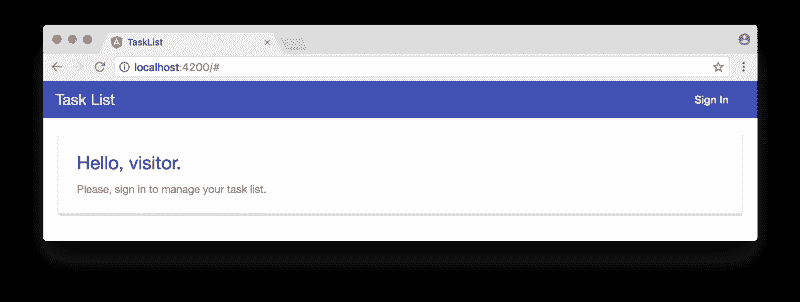 TaskList
localhost:4200/#
Task List
Sign In
Hello, visitor.
Please, sign in to manage your task list.